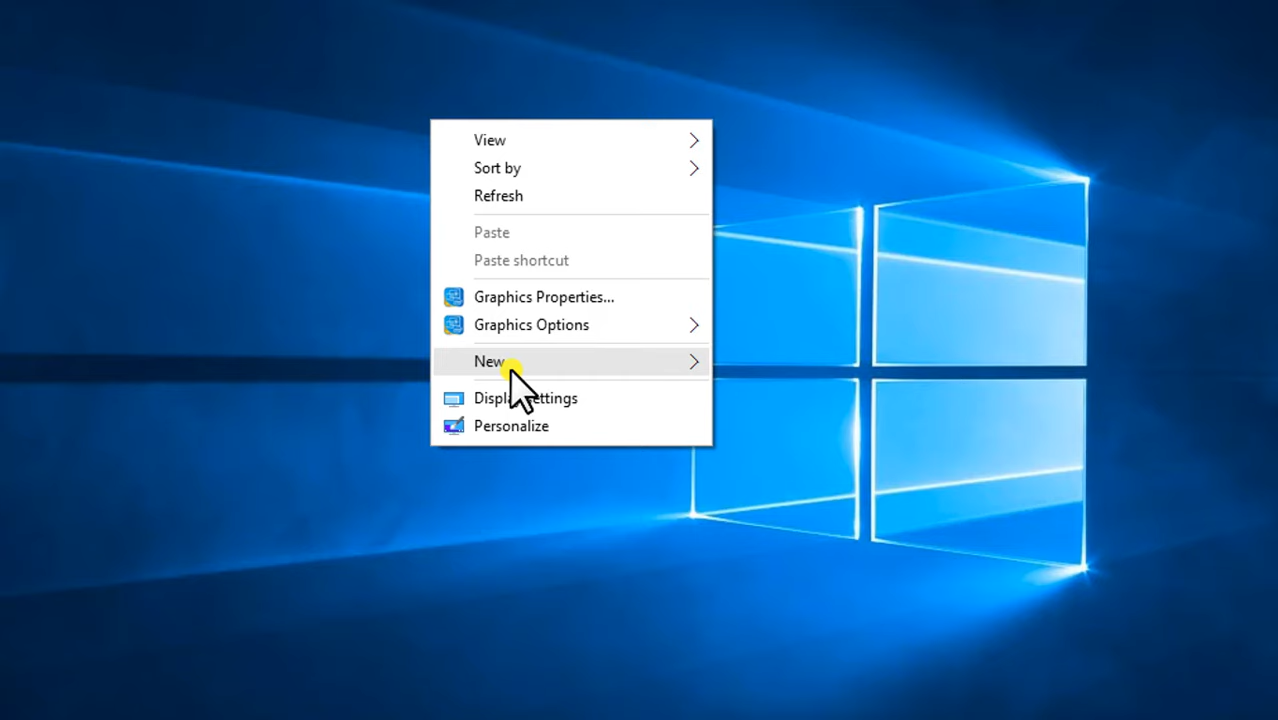 View
Sort by
Refresh
Paste
Paste shortcut
Graphics Properties...
Graphics Options
New
Display settings
Personalize